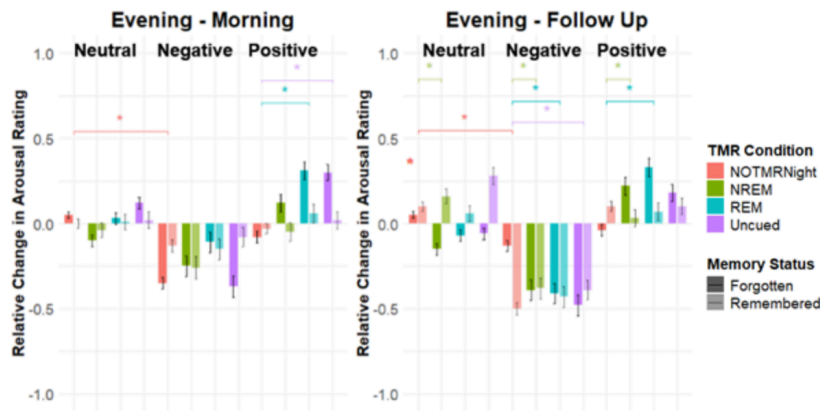 Evening - Morning
Evening - Follow Up
Relative Change in Arousal Rating
1.0
0.5
0.0
-0.5
-1.0
Neutral Negative Positive
*
*
*
Relative Change in Arousal Rating
1.0
0.5
0.0
-0.5
-1.0
Neutral Negative Positive
*
*
*
*
*
*
*
*
TMR Condition
NOTMRNight
NREM
REM
Uncued
Memory Status
Forgotten
Remembered